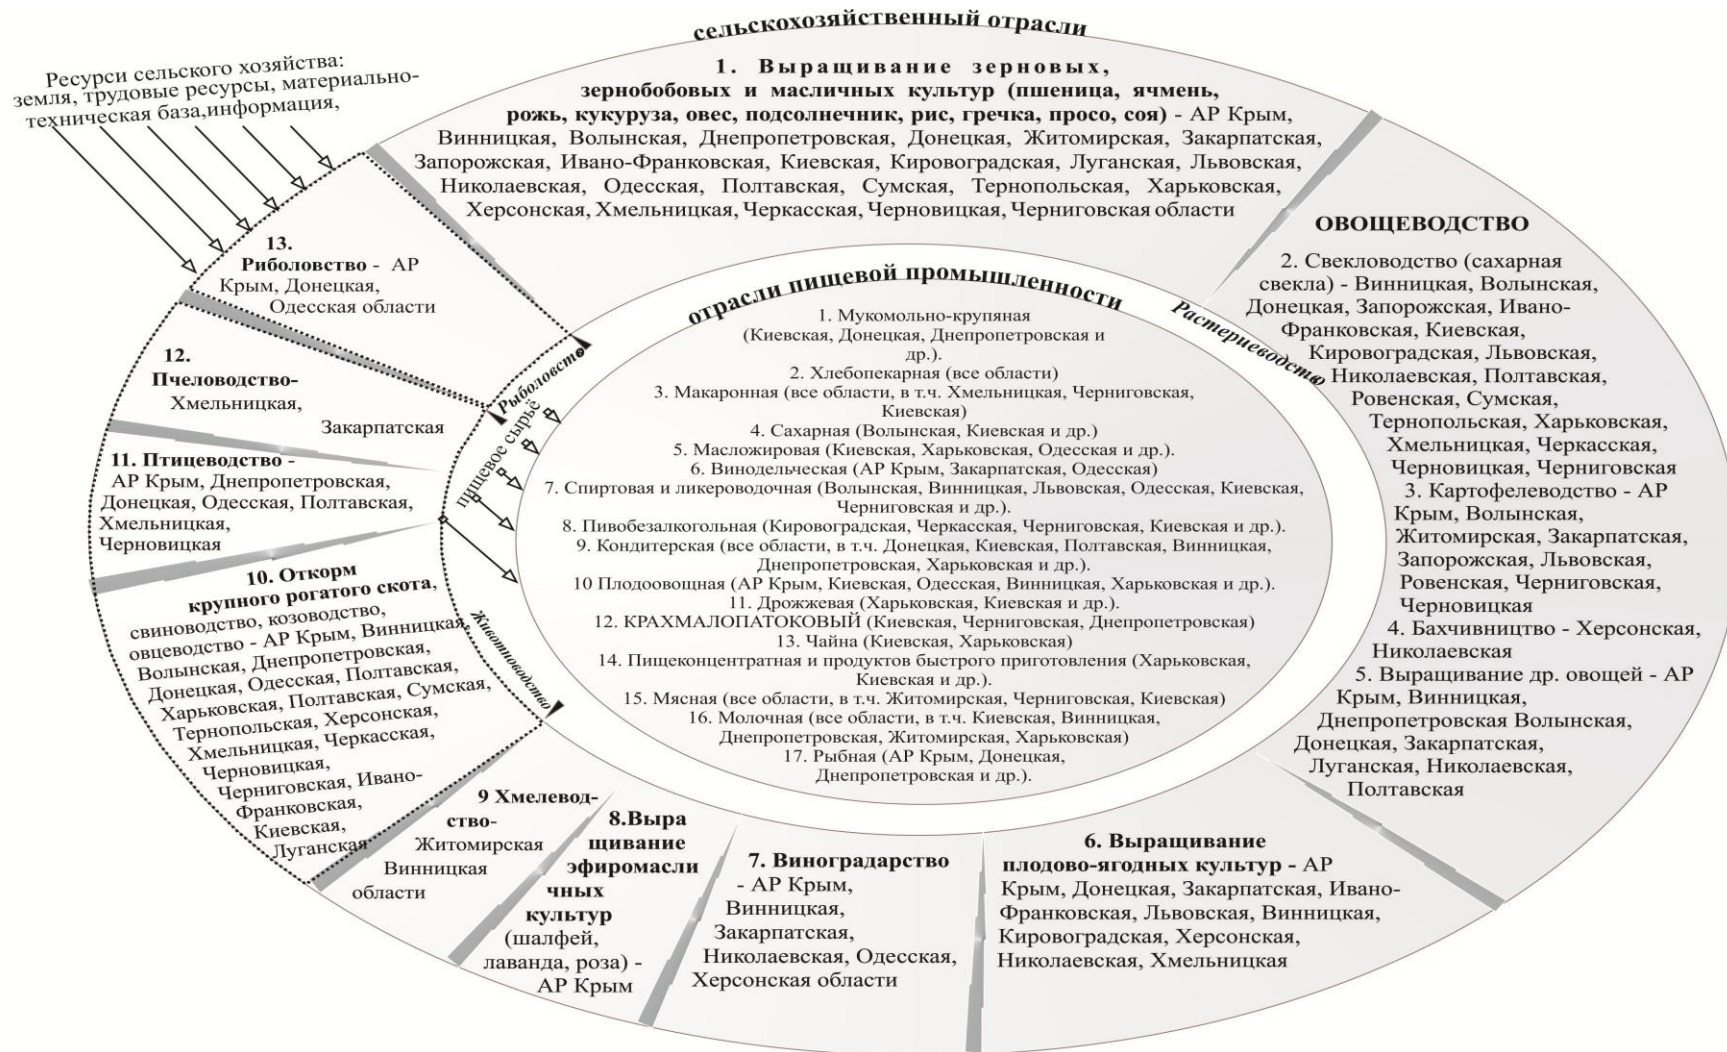 сельскохозяйственный отрасли
Ресурси сельского хозяйства:
земля, трудовые ресурсы, материально-
техническая база,информация,
1. Выращивание зерновых,
зернобобовых и масличных культур (пшеница, ячмень,
рожь, кукуруза, овес, подсолнечник, рис, гречка, просо, соя) - АР Крым,
Винницкая, Волынская, Днепропетровская, Донецкая, Житомирская, Закарпатская,
Запорожская, Ивано-Франковская, Киевская, Кировоградская, Луганская, Львовская,
Николаевская, Одесская, Полтавская, Сумская, Тернопольская, Харьковская,
Херсонская, Хмельницкая, Черкасская, Черновицкая, Черниговская области
ОВОЩЕВОДСТВО
2. Свекловодство (сахарная
свекла) - Винницкая, Волынская,
Донецкая, Запорожская, Ивано-
Франковская, Киевская,
Кировоградская, Львовская,
Николаевская, Полтавская,
Ровенская, Сумская,
Тернопольская, Харьковская,
Хмельницкая, Черкасская,
Черновицкая, Черниговская
3. Картофелеводство - АР
Крым, Волынская,
Житомирская, Закарпатская,
Запорожская, Львовская,
Ровенская, Черниговская,
Черновицкая
4. Бахчивництво - Херсонская,
Николаевская
5. Выращивание др. овощей - АР
Крым, Винницкая,
Днепропетровская Волынская,
Донецкая, Закарпатская,
Луганская, Николаевская,
Полтавская
6. Выращивание
плодово-ягодных культур - АР
Крым, Донецкая, Закарпатская, Ивано-
Франковская, Львовская, Винницкая,
Кировоградская, Херсонская,
Николаевская, Хмельницкая
7. Виноградарство
- АР Крым,
Винницкая,
Закарпатская,
Николаевская, Одесская,
Херсонская области
8.Выра
щивание
эфиромасли
чных
культур
(шалфей,
лаванда, роза) -
АР Крым
9 Хмелевод-
ство-
Житомирская
Винницкая
области
10. Откорм
крупного рогатого скота,
свиноводство, козоводство,
овцеводство - АР Крым, Винницкая,
Волынская, Днепропетровская,
Донецкая, Одесская, Полтавская,
Харьковская, Полтавская, Сумская,
Тернопольская, Херсонская,
Хмельницкая, Черкасская,
Черновицкая,
Черниговская, Ивано-
Франковская,
Киевская,
Луганская
11. Птицеводство -
АР Крым, Днепропетровская,
Донецкая, Одесская, Полтавская,
Хмельницкая,
Черновицкая
12.
Пчеловодство-
Хмельницкая,
Закарпатская
13.
Риболовство - АР
Крым, Донецкая,
Одесская области
Рыболовство
пищевое сырьё
Животноводство
Растериеводство
отрасли пищевой промышленности
1. Мукомольно-крупяная
(Киевская, Донецкая, Днепропетровская и
др.).
2. Хлебопекарная (все области)
3. Макаронная (все области, в т.ч. Хмельницкая, Черниговская,
Киевская)
4. Сахарная (Волынская, Киевская и др.)
5. Масложировая (Киевская, Харьковская, Одесская и др.).
6. Винодельческая (АР Крым, Закарпатская, Одесская)
7. Спиртовая и ликероводочная (Волынская, Винницкая, Львовская, Одесская, Киевская,
Черниговская и др.).
8. Пивобезалкогольная (Кировоградская, Черкасская, Черниговская, Киевская и др.).
9. Кондитерская (все области, в т.ч. Донецкая, Киевская, Полтавская, Винницкая,
Днепропетровская, Харьковская и др.).
10 Плодоовощная (АР Крым, Киевская, Одесская, Винницкая, Харьковская и др.).
11. Дрожжевая (Харьковская, Киевская и др.).
12. КРАХМАЛОПАТОКОВЫЙ (Киевская, Черниговская, Днепропетровская)
13. Чайна (Киевская, Харьковская)
14. Пищеконцентратная и продуктов быстрого приготовления (Харьковская,
Киевская и др.).
15. Мясная (все области, в т.ч. Житомирская, Черниговская, Киевская)
16. Молочная (все области, в т.ч. Киевская, Винницкая,
Днепропетровская, Житомирская, Харьковская)
17. Рыбная (АР Крым, Донецкая,
Днепропетровская и др.).